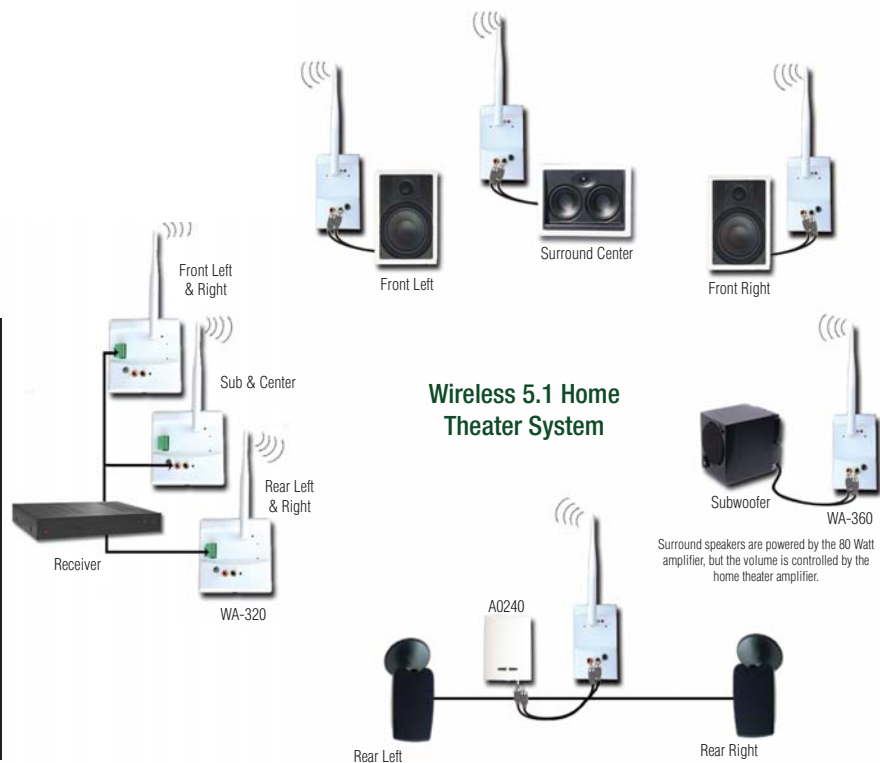 Front Left
Surround Center
Front Right
Front Left
& Right
Sub & Center
Rear Left
& Right
Receiver
WA-320
Wireless 5.1 Home
Theater System
Subwoofer
WA-360
Surround speakers are powered by the 80 Watt
amplifier, but the volume is controlled by the
home theater amplifier.
A0240
Rear Left
Rear Right